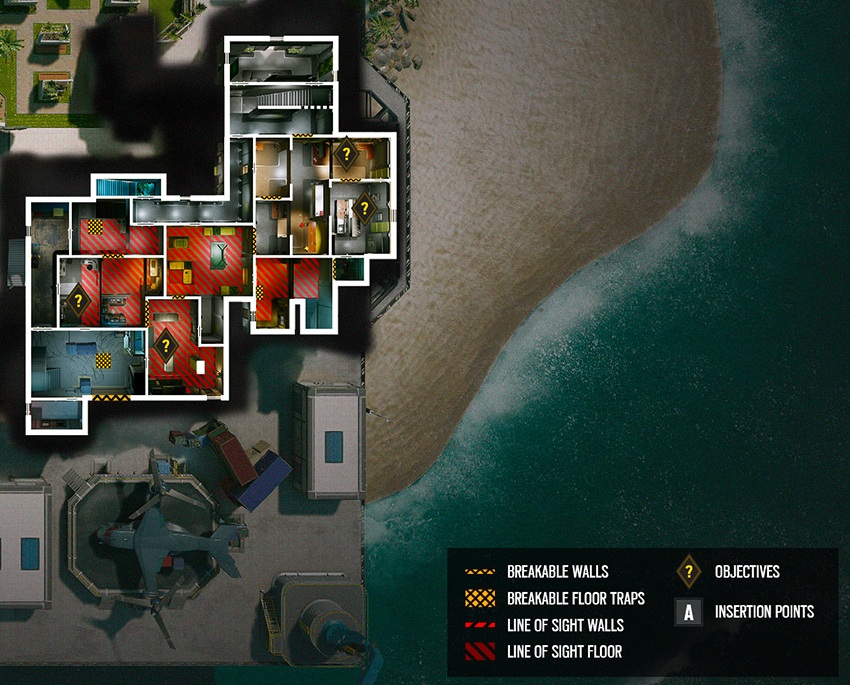 ?
?
?
?
BREAKABLE WALLS
? OBJECTIVES
BREAKABLE FLOOR TRAPS
LINE OF SIGHT WALLS
A INSERTION POINTS
LINE OF SIGHT FLOOR